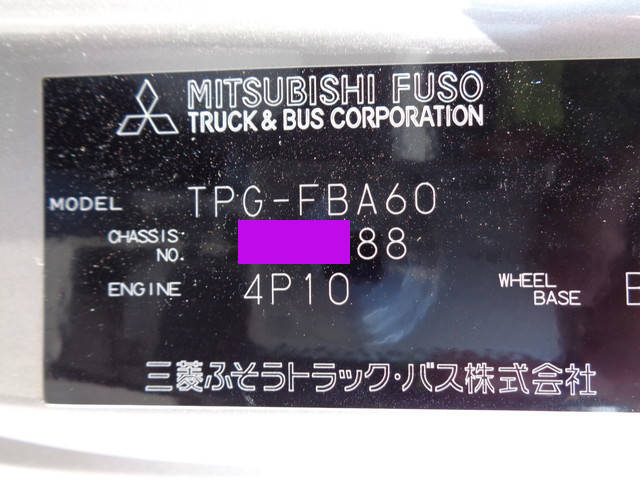 MITSUBISHI FUSO
TRUCK & BUS CORPORATION
MODEL TPG-FBA60
CHASSIS NO. 88
ENGINE 4P10 WHEEL BASE E
三菱ふそうトラック・バス株式会社